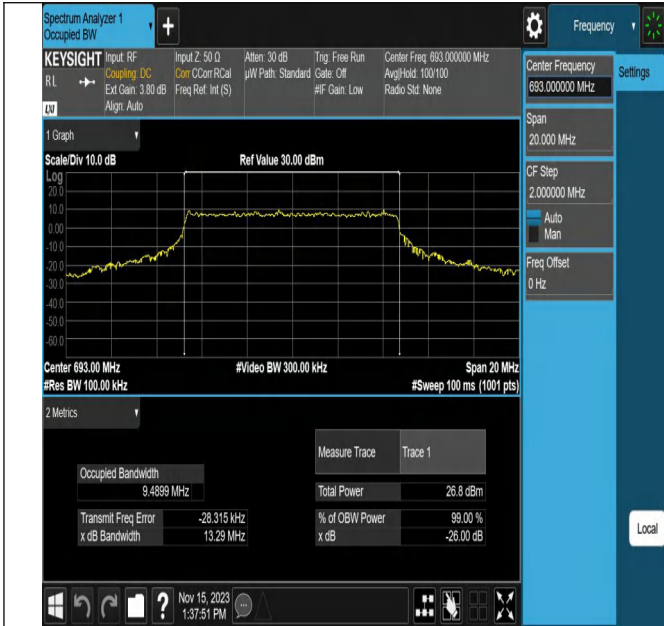 Spectrum Analyzer 1
Occupied BW
Frequency
KEYSIGHT
RL
LXI
Input: RF
Coupling: DC
Ext Gain: 3.80 dB
Align: Auto
Input Z: 50 Ω
Corr CCorr RCal
Freq Ref: Int (S)
Atten: 30 dB
µW Path: Standard
Trig: Free Run
Gate: Off
#IF Gain: Low
Center Freq: 693.000000 MHz
Avg|Hold: 100/100
Radio Std: None
1 Graph
Scale/Div 10.0 dB
Ref Value 30.00 dBm
Log
20.0
10.0
0.00
-10.0
-20.0
-30.0
-40.0
-50.0
-60.0
Center 693.00 MHz
#Video BW 300.00 kHz
Span 20 MHz
#Res BW 100.00 kHz
#Sweep 100 ms (1001 pts)
2 Metrics
Measure Trace Trace 1
Occupied Bandwidth
9.4899 MHz
Total Power 26.8 dBm
Transmit Freq Error -28.315 kHz
% of OBW Power 99.00 %
x dB Bandwidth 13.29 MHz
x dB -26.00 dB
Center Frequency
693.000000 MHz
Settings
Span
20.000 MHz
CF Step
2.000000 MHz
Auto
Man
Freq Offset
0 Hz
Local
Nov 15, 2023
1:37:51 PM